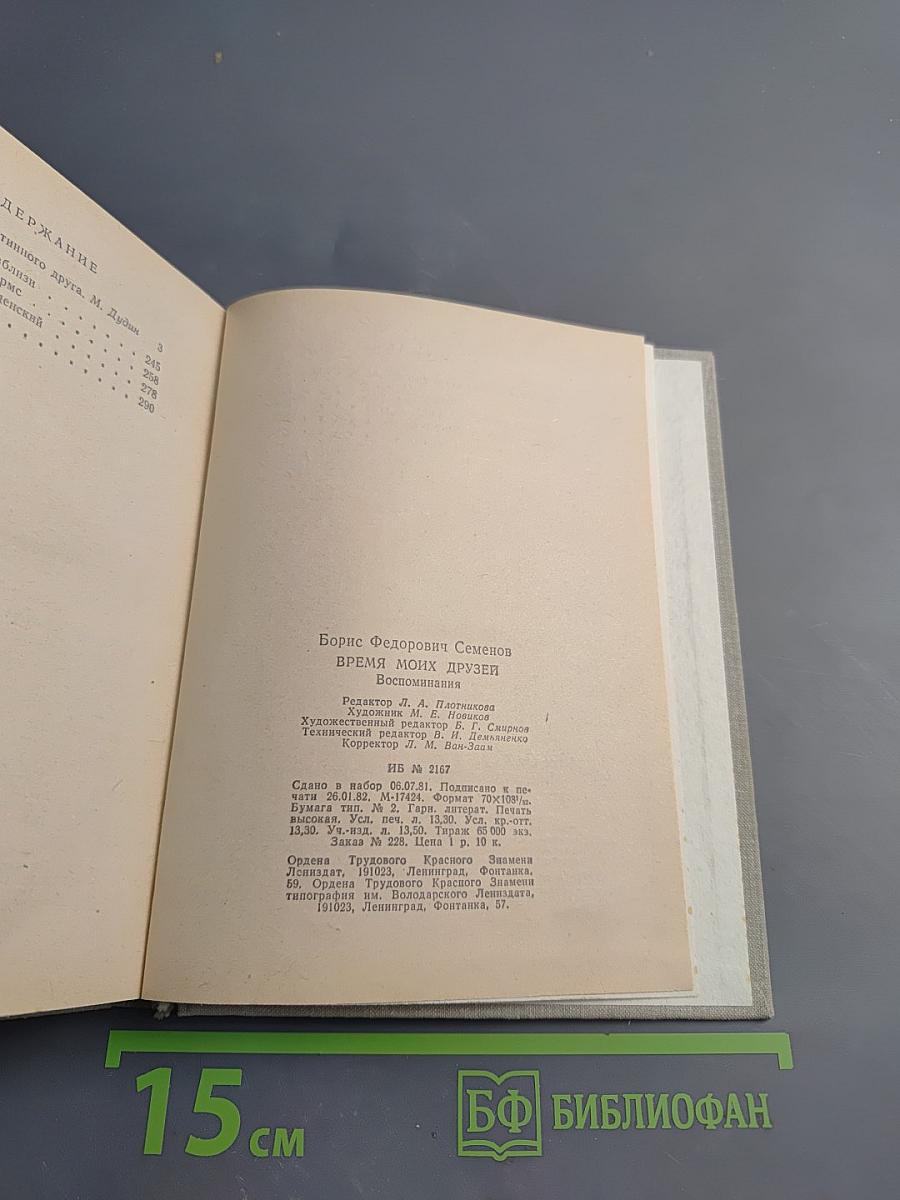 ДЕРЖАНИЕ
тинного друга. М. Дудин
3
близи
245
рмс
258
енский
278
290
Борис Федорович Семенов
ВРЕМЯ МОИХ ДРУЗЕЙ
Воспоминания
Редактор Л. А. Плотникова
Художник М. Е. Новиков
Художественный редактор Б. Г. Смирнов
Технический редактор В. И. Демьяненко
Корректор Л. М. Ван-Заам
ИБ № 2167
Сдано в набор 06.07.81. Подписано к пе-
чати 26.01.82. М-17424. Формат 70×108¹/₃₂.
Бумага тип. № 2. Гарн. литерат. Печать
высокая. Усл. печ. л. 13,30. Усл. кр.-отт.
13,30. Уч.-изд. л. 13,50. Тираж 65 000 экз.
Заказ № 228. Цена 1 р. 10 к.
Ордена Трудового Красного Знамени
Лениздат, 191023, Ленинград, Фонтанка,
59. Ордена Трудового Красного Знамени
типография им. Володарского Лениздата,
191023, Ленинград, Фонтанка, 57.
15 см
БФ БИБЛИОФАН